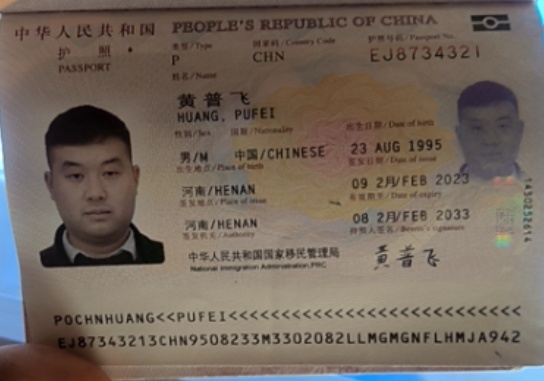 中华人民共和国 PEOPLE'S REPUBLIC OF CHINA
护照
PASSPORT
类型/Type 国家码/Country Code 护照号码/Passport No.
P CHN EJ8734321
姓名/Name
黄普飞
HUANG, PUFEI
性别/Sex 国籍/Nationality 出生日期/Date of birth
男/M 中国/CHINESE 23 AUG 1995
出生地点/Place of birth 签发日期/Date of issue
河南/HENAN 09 2月/FEB 2023
签发地点/Place of issue 有效期至/Date of expiry
河南/HENAN 08 2月/FEB 2033
签发机关/Authority 持照人签名/Bearer's signature
中华人民共和国国家移民管理局 黄普飞
National Immigration Administration,PRC
POCHNHUANG<<PUFEI<<<<<<<<<<<<<<<<<<<<<<<<<<<
EJ87343213CHN9508233M3302082LLMGMGNFLHMJA942